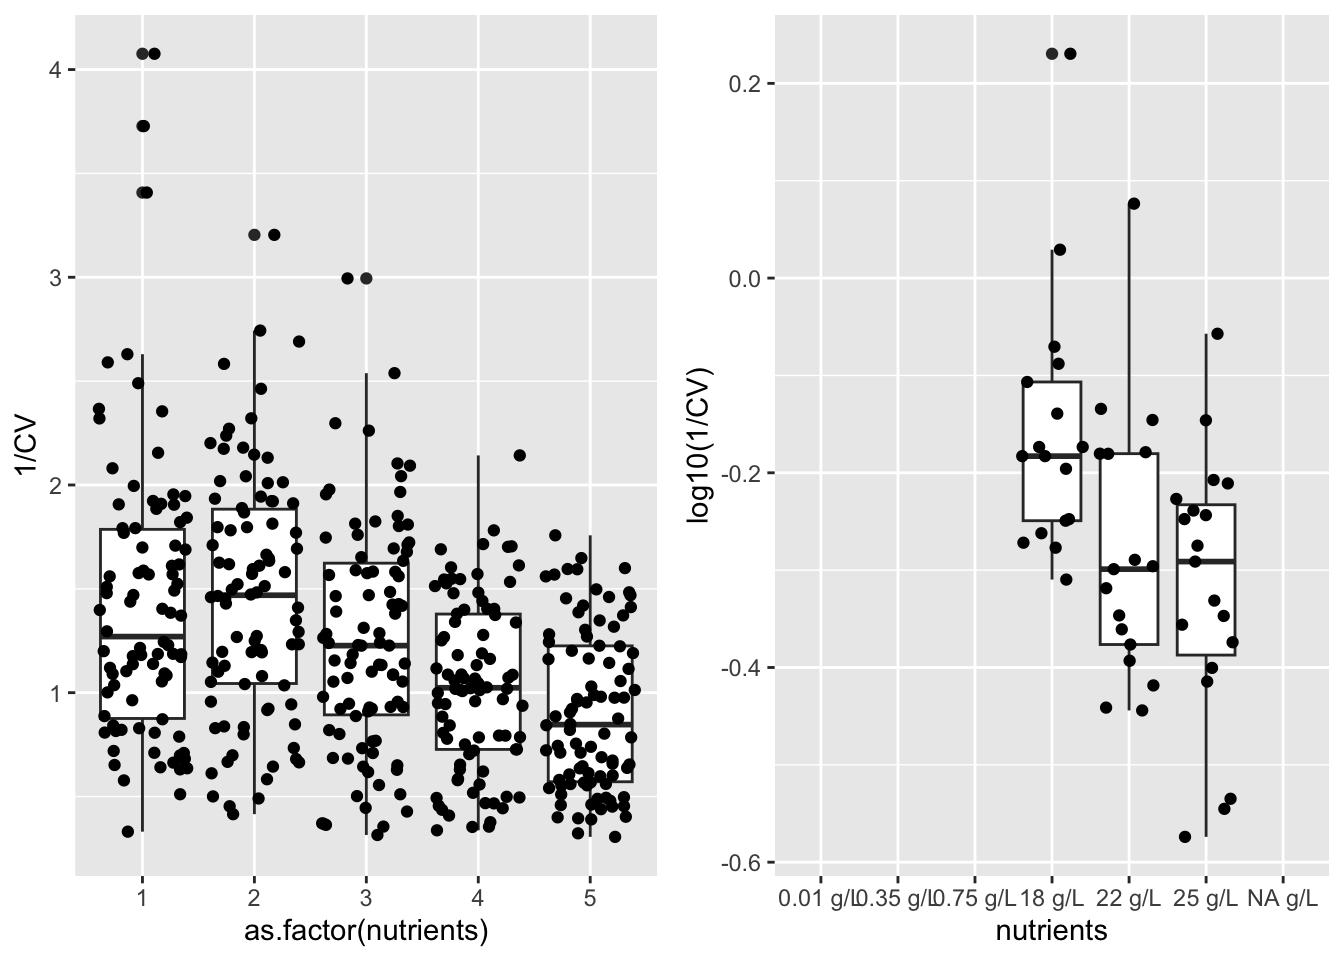 4
3
2
1
1/CV
1 2 3 4 5
as.factor(nutrients)
0.2
0.0
-0.2
-0.4
-0.6
log10(1/CV)
0.01 g/L 0.35 g/L 0.75 g/L 18 g/L 22 g/L 25 g/L NA g/L
nutrients